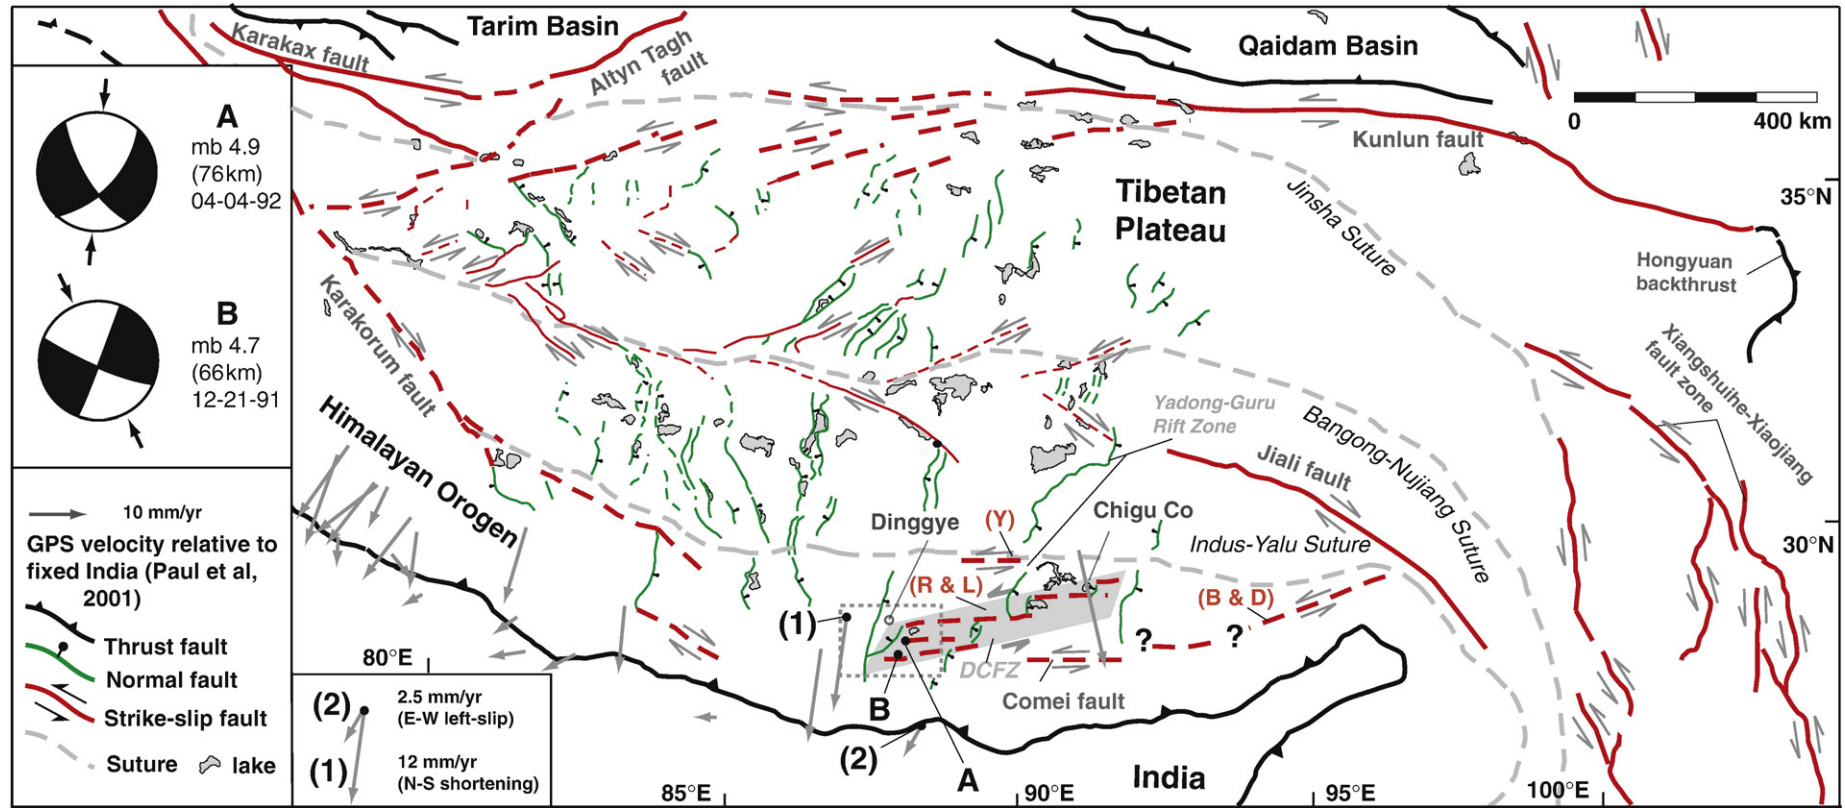 Tarim Basin
Karakax fault
Altyn Tagh
fault
Qaidam Basin
0 400 km
Kunlun fault
35°N
Tibetan
Plateau
Jinsha Suture
Hongyuan
backthrust
A
mb 4.9
(76km)
04-04-92
B
mb 4.7
(66km)
12-21-91
Karakorum fault
Himalayan Orogen
Xiangshuihe-Xiaojiang
fault zone
Yadong-Guru
Rift Zone
Bangong-Nujiang Suture
Jiali fault
Dinggye
(Y)
Chigu Co
Indus-Yalu Suture
30°N
(R & L)
(B & D)
(1)
? ?
DCFZ
Comei fault
B
(2)
A
India
10 mm/yr
GPS velocity relative to
fixed India (Paul et al,
2001)
Thrust fault
Normal fault
Strike-slip fault
Suture lake
80°E
(2) 2.5 mm/yr
(E-W left-slip)
(1) 12 mm/yr
(N-S shortening)
85°E 90°E 95°E 100°E